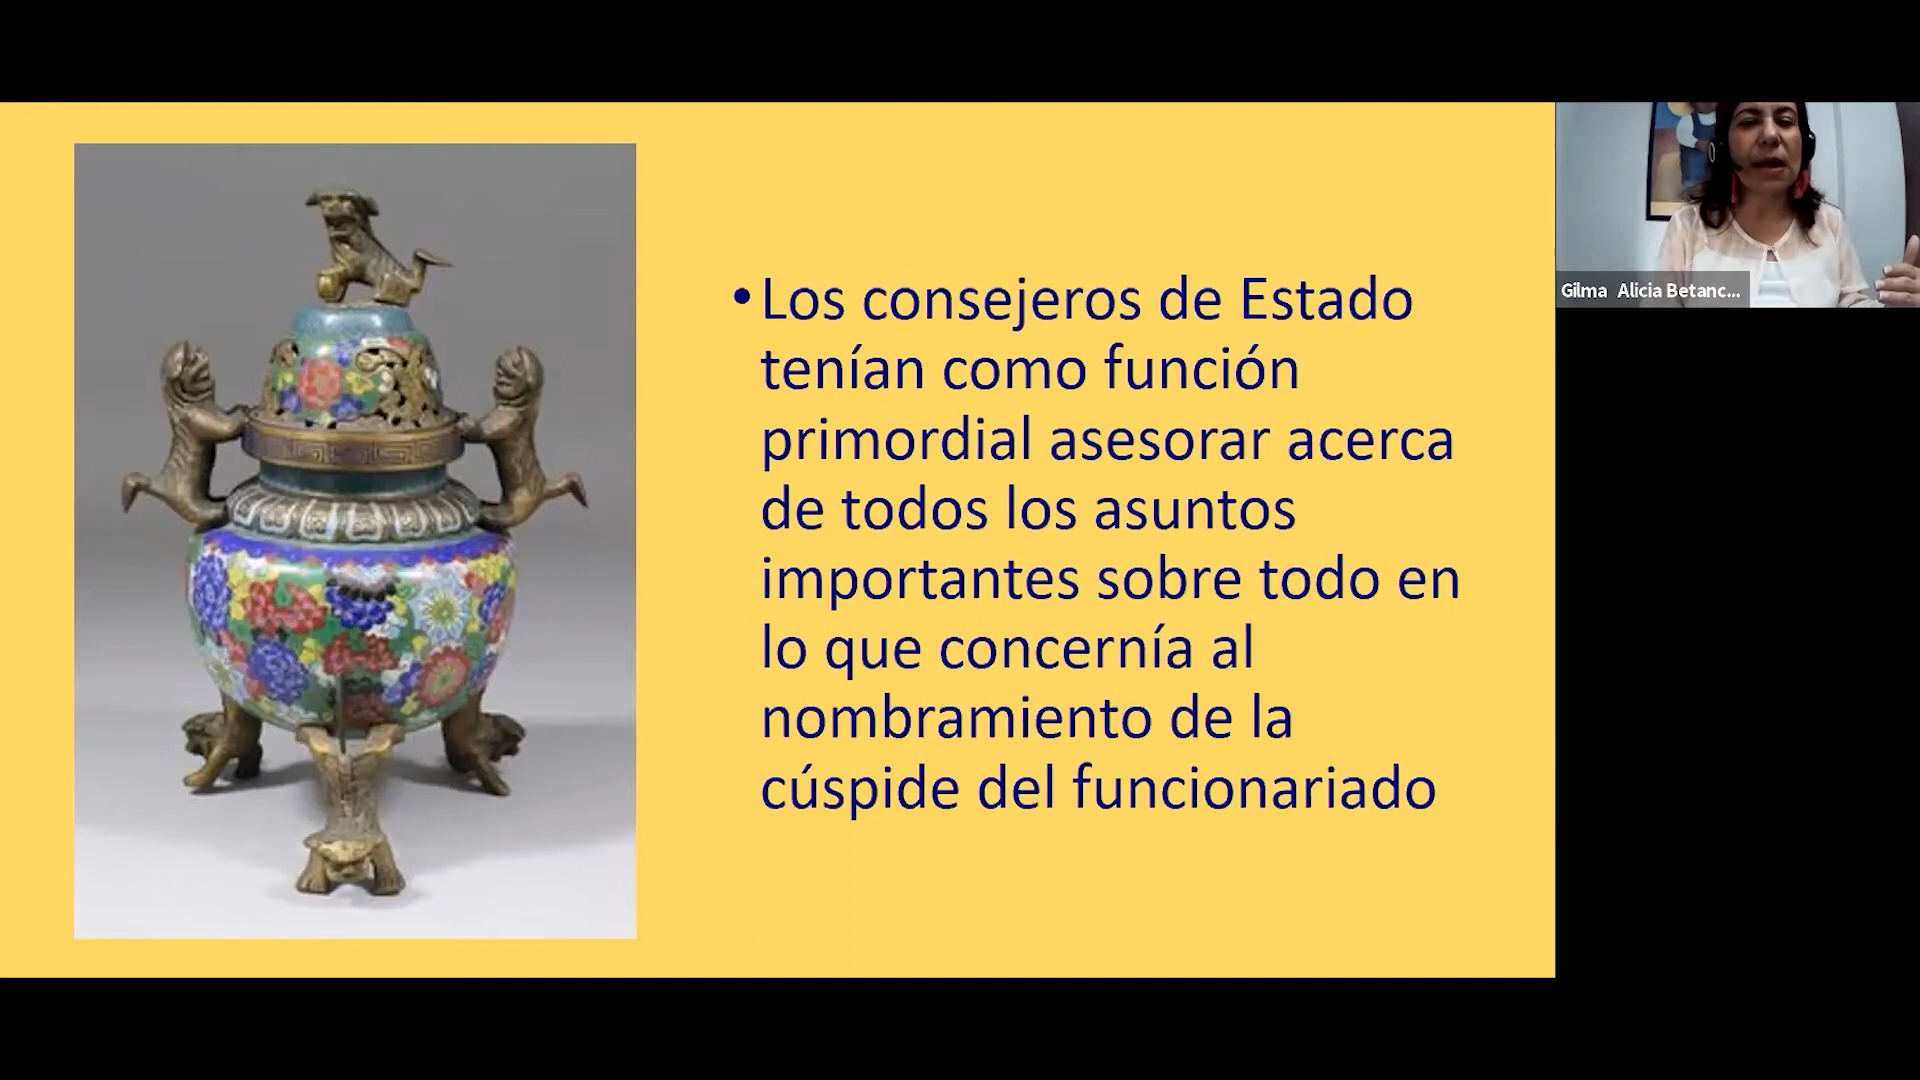 •Los consejeros de Estado
tenían como función
primordial asesorar acerca
de todos los asuntos
importantes sobre todo en
lo que concernía al
nombramiento de la
cúspide del funcionariado
Gilma Alicia Betanc...